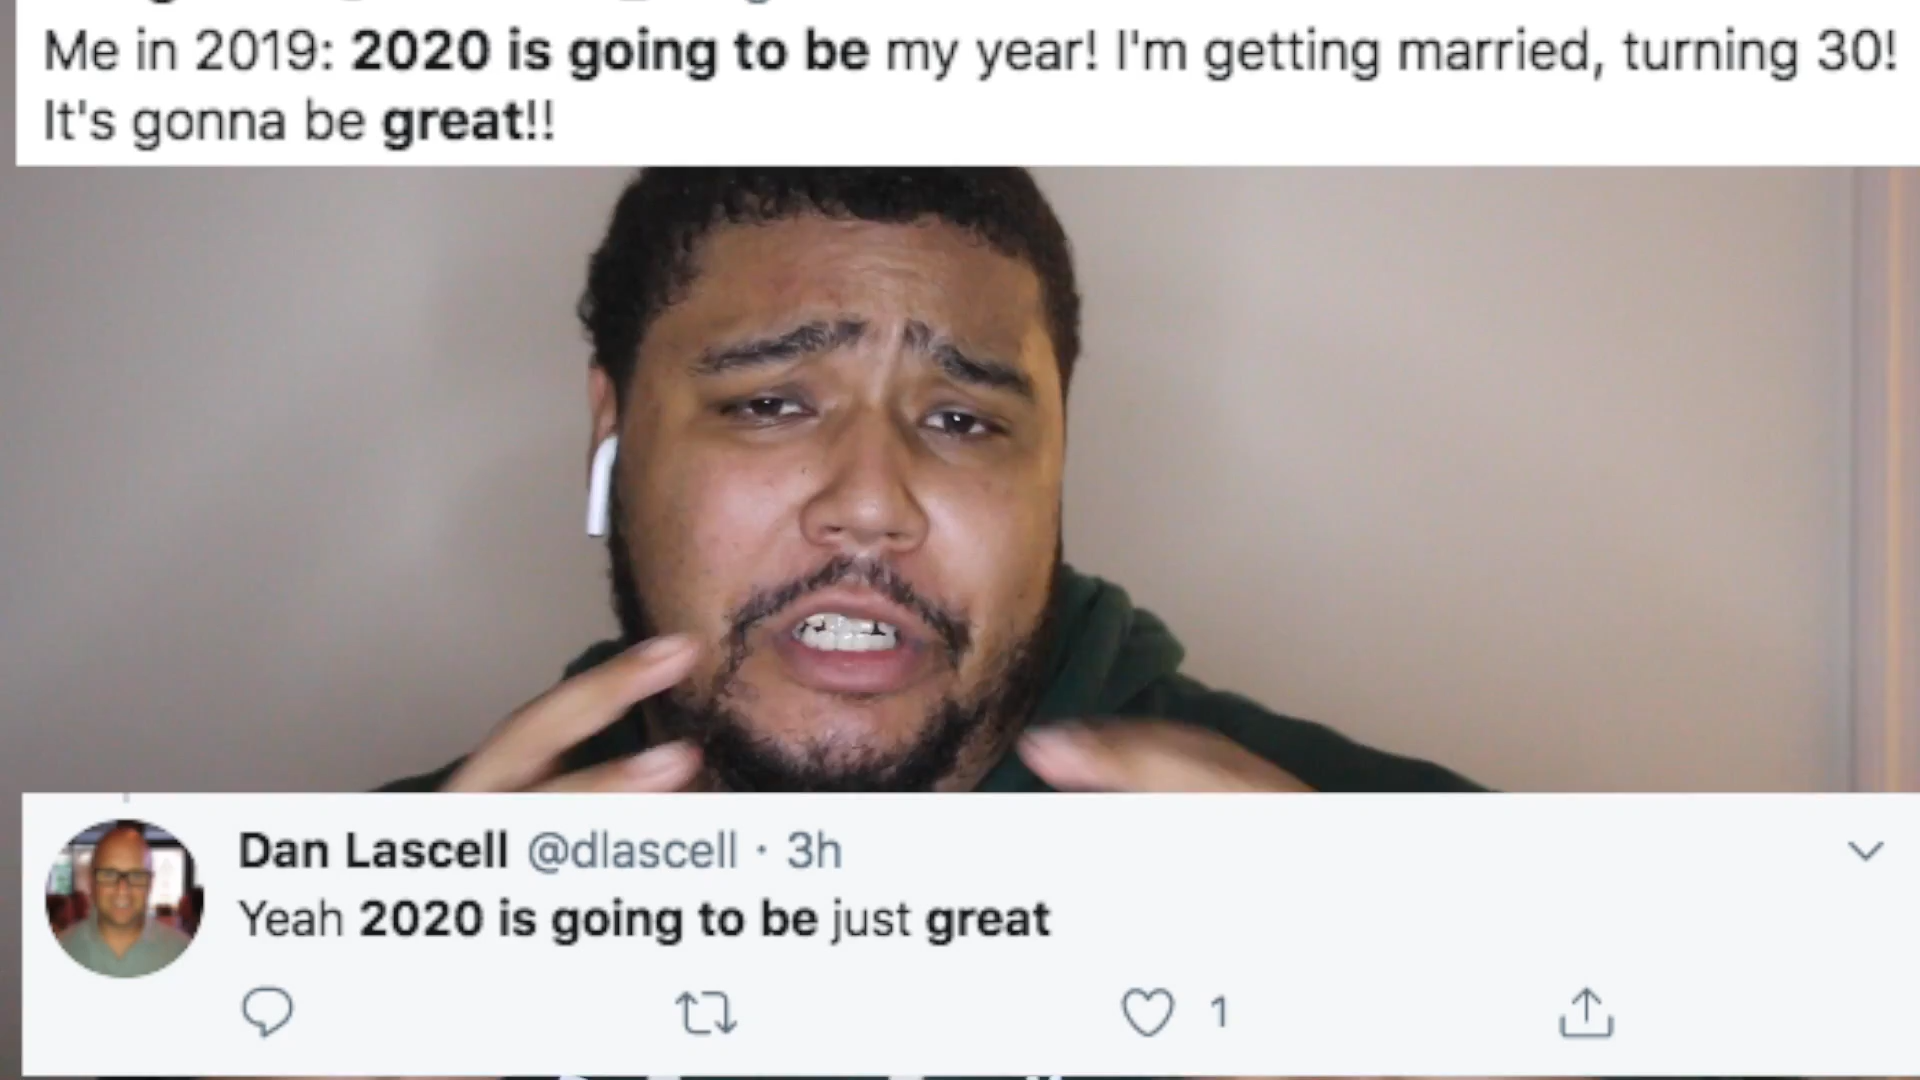 Me in 2019: 2020 is going to be my year! I'm getting married, turning 30!
It's gonna be great!!
Dan Lascell @dlascell · 3h
Yeah 2020 is going to be just great
1